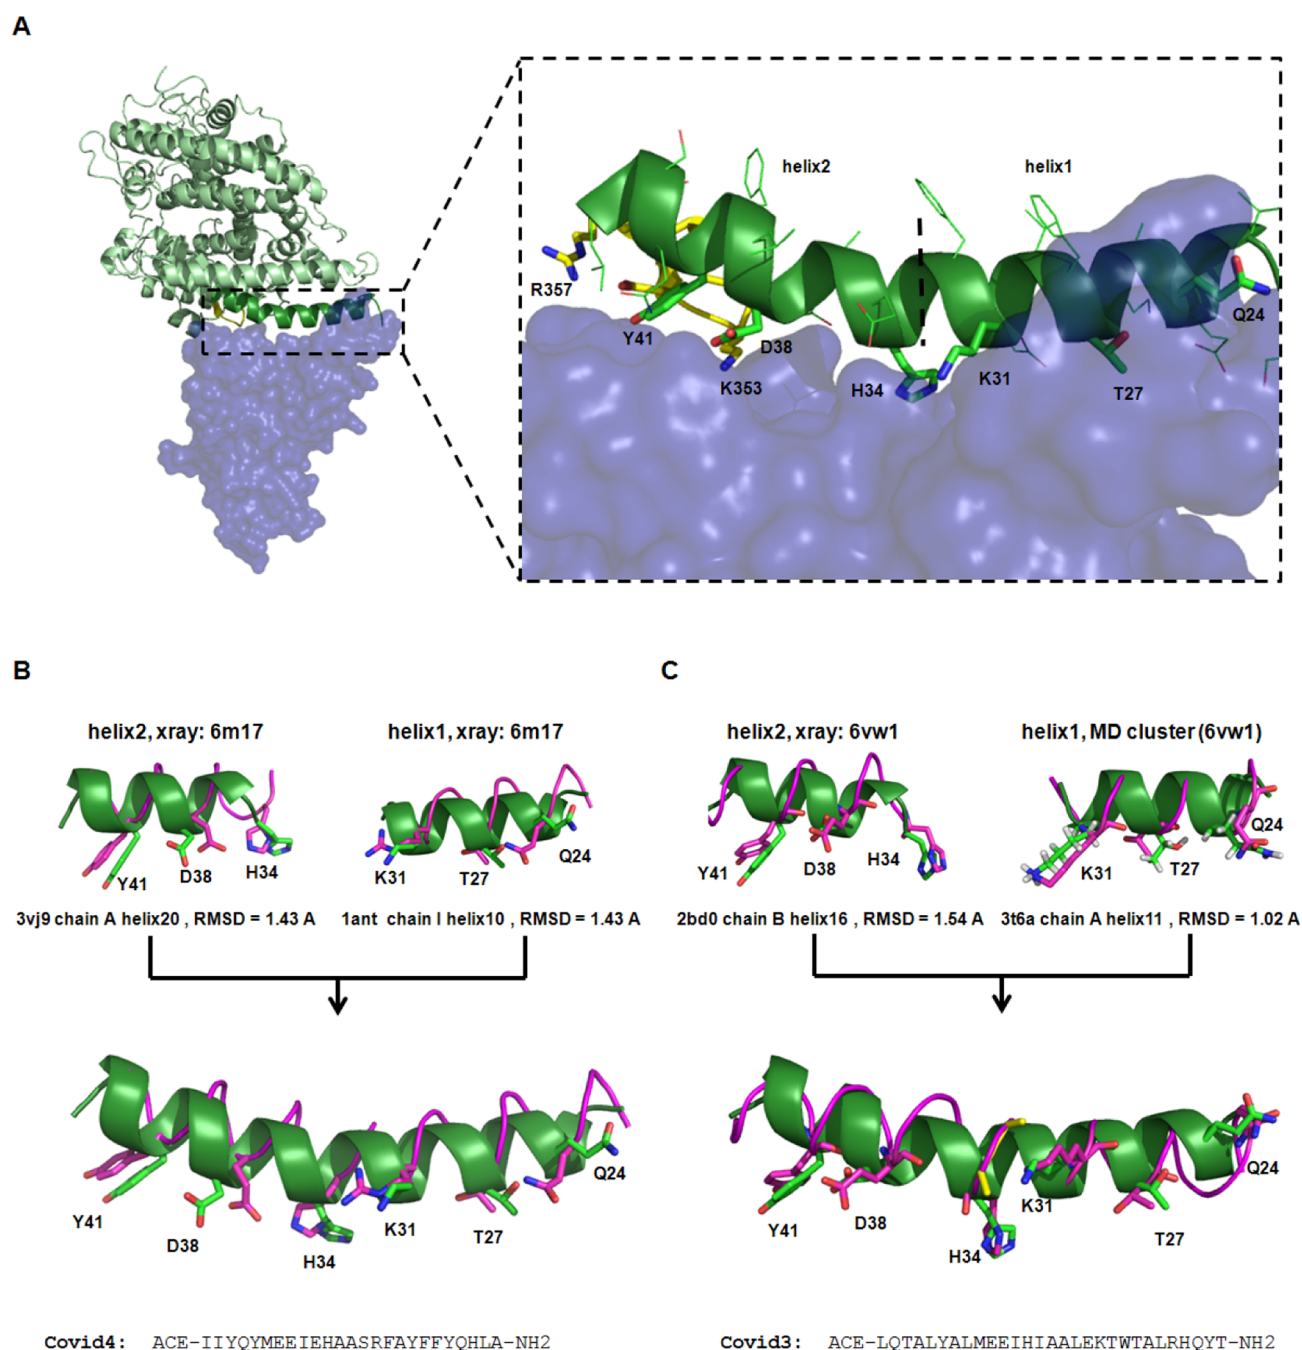 A
helix2
helix1
R357
Y41
D38
K353
H34
K31
T27
Q24
B
helix2, xray: 6m17
helix1, xray: 6m17
Y41
D38
H34
K31
T27
Q24
3vj9 chain A helix20 , RMSD = 1.43 A
1ant chain I helix10 , RMSD = 1.43 A
Y41
D38
H34
K31
T27
Q24
Covid4: ACE-IIYQYMEEIEHAASRFAYFFYQHLA-NH2
C
helix2, xray: 6vw1
helix1, MD cluster (6vw1)
Y41
D38
H34
K31
T27
Q24
2bd0 chain B helix16 , RMSD = 1.54 A
3t6a chain A helix11 , RMSD = 1.02 A
Y41
D38
H34
K31
T27
Q24
Covid3: ACE-LQTALYALMEEIHIAALEKTWTALRHQYT-NH2